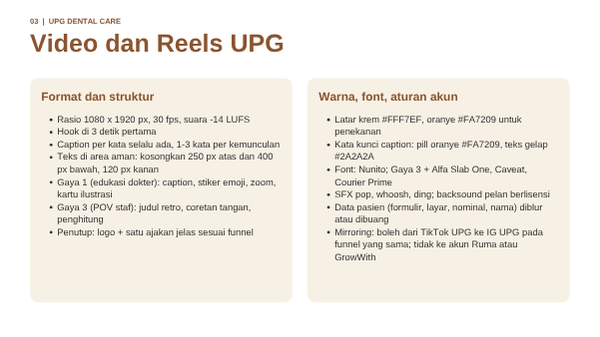 03 | UPG DENTAL CARE
Video dan Reels UPG
Format dan struktur
• Rasio 1080 x 1920 px, 30 fps, suara -14 LUFS
• Hook di 3 detik pertama
• Caption per kata selalu ada, 1-3 kata per kemunculan
• Teks di area aman: kosongkan 250 px atas dan 400
px bawah, 120 px kanan
• Gaya 1 (edukasi dokter): caption, stiker emoji, zoom,
kartu ilustrasi
• Gaya 3 (POV staf): judul retro, coretan tangan,
penghitung
• Penutup: logo + satu ajakan jelas sesuai funnel
Warna, font, aturan akun
• Latar krem #FFF7EF, oranye #FA7209 untuk
penekanan
• Kata kunci caption: pill oranye #FA7209, teks gelap
#2A2A2A
• Font: Nunito; Gaya 3 + Alfa Slab One, Caveat,
Courier Prime
• SFX pop, whoosh, ding; backsound pelan berlisensi
• Data pasien (formulir, layar, nominal, nama) diblur
atau dibuang
• Mirroring: boleh dari TikTok UPG ke IG UPG pada
funnel yang sama; tidak ke akun Ruma atau
GrowWith